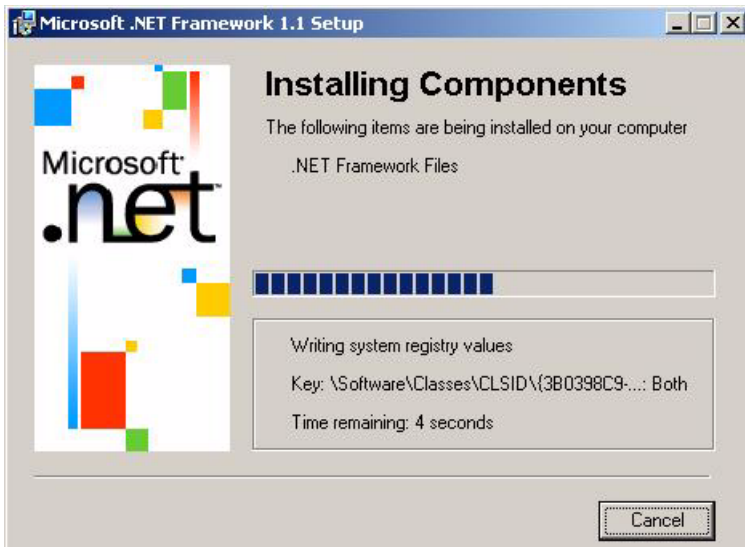 Microsoft .NET Framework 1.1 Setup
Microsoft
.net
Installing Components
The following items are being installed on your computer
.NET Framework Files
Writing system registry values
Key: \Software\Classes\CLSID\{3B0398C9-...: Both
Time remaining: 4 seconds
Cancel